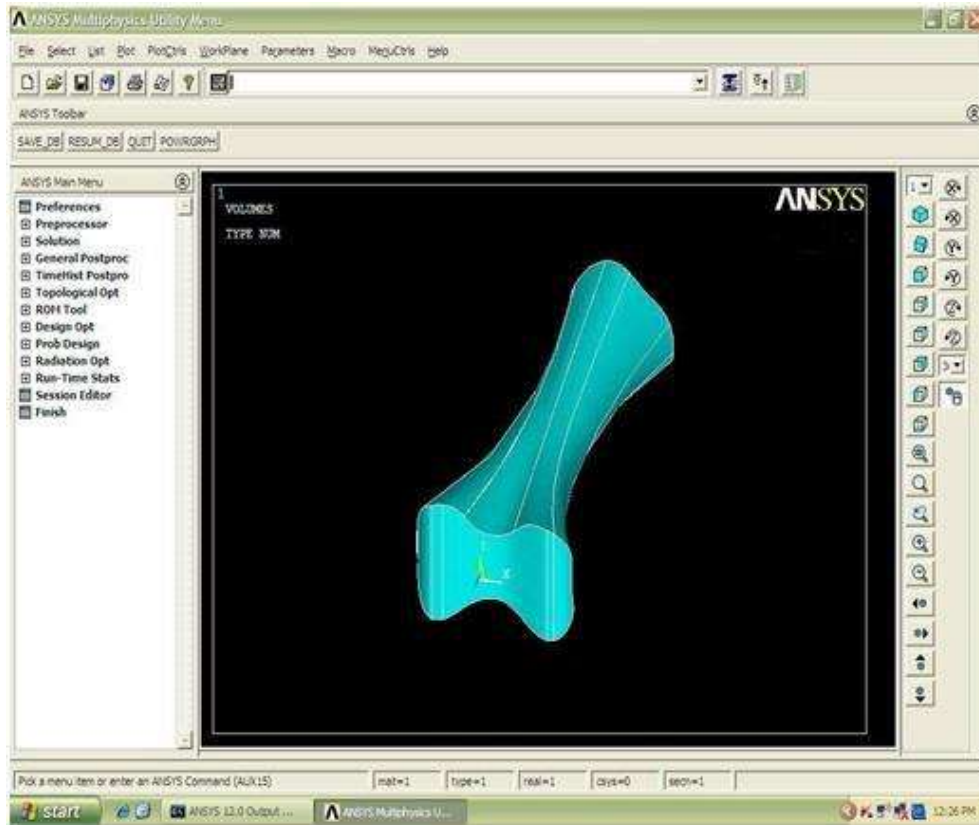 ANSYS Multiphysics Utility Menu
File Select List Plot PlotCtrls WorkPlane Parameters Macro MenuCtrls Help
ANSYS Toolbar
SAVE_DB RESUM_DB QUIT POWRGRPH
ANSYS Main Menu
Preferences
Preprocessor
Solution
General Postproc
TimeHist Postpro
Topological Opt
ROM Tool
Design Opt
Prob Design
Radiation Opt
Run-Time Stats
Session Editor
Finish
1
VOLUMES
TYPE NUM
ANSYS
X
1
Pick a menu item or enter an ANSYS Command (AUX15)
mat=1 type=1 real=1 csys=0 secn=1
start ANSYS 12.0 Output ... ANSYS Multiphysics U... 12:26 PM